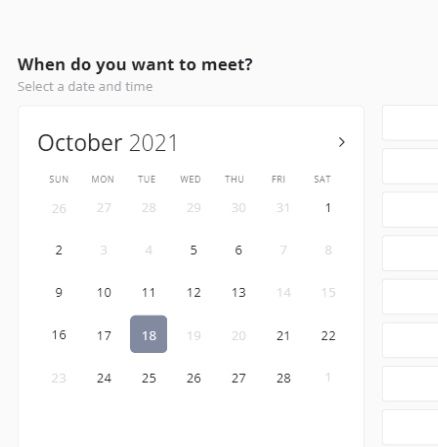 When do you want to meet?
Select a date and time
October 2021 >
SUN MON TUE WED THU FRI SAT
26 27 28 29 30 31 1
2 3 4 5 6 7 8
9 10 11 12 13 14 15
16 17 18 19 20 21 22
23 24 25 26 27 28 1